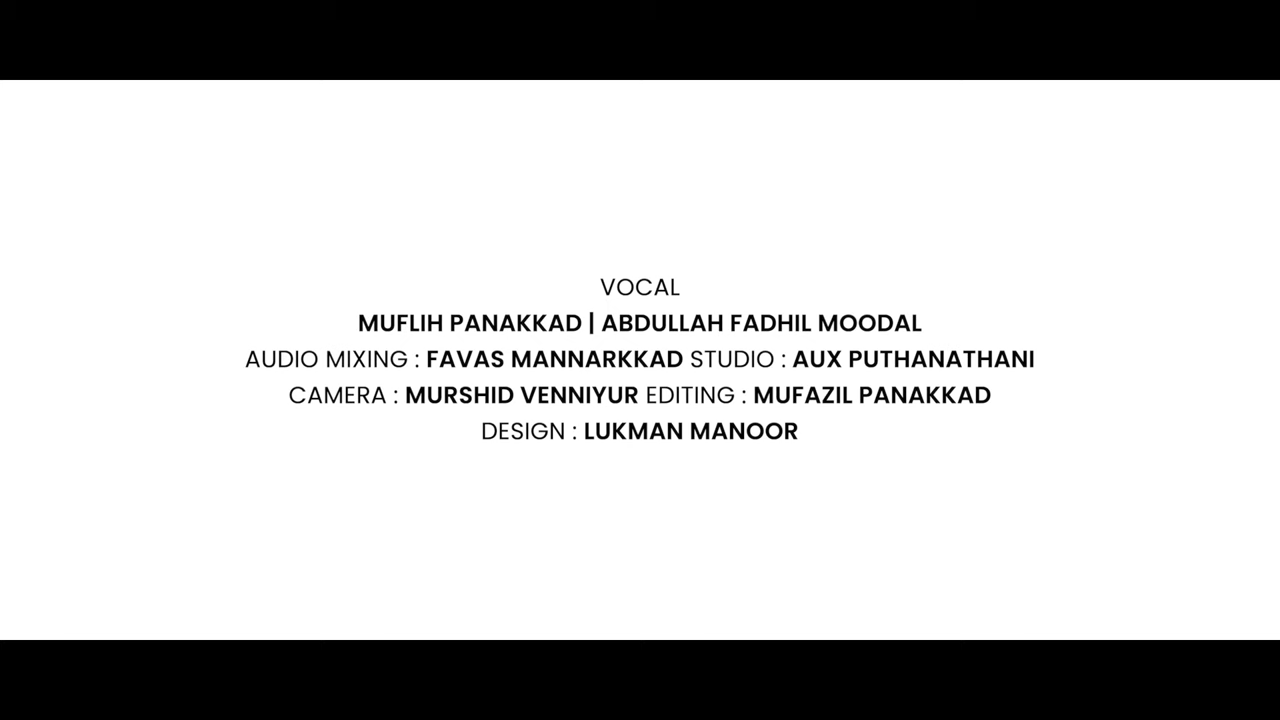 VOCAL
MUFLIH PANAKKAD | ABDULLAH FADHIL MOODAL
AUDIO MIXING : FAVAS MANNARKKAD STUDIO : AUX PUTHANATHANI
CAMERA : MURSHID VENNIYUR EDITING : MUFAZIL PANAKKAD
DESIGN : LUKMAN MANOOR